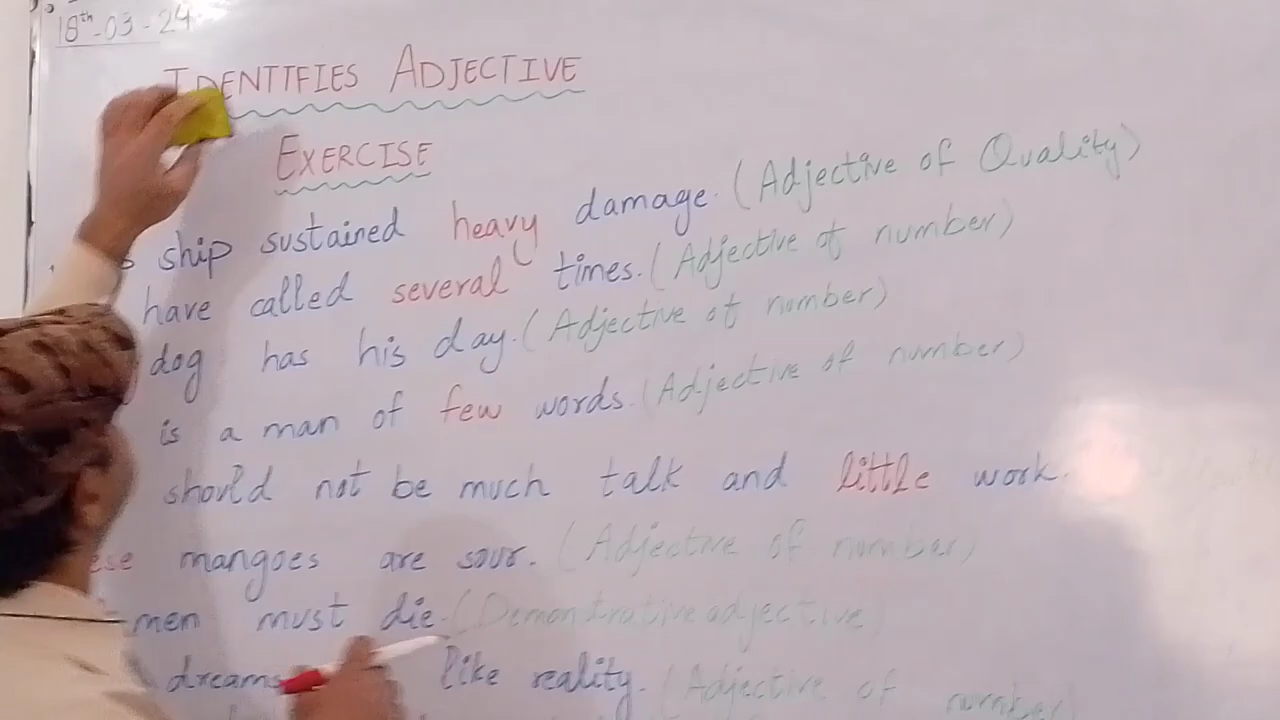 18th-03-24
IDENTIFIES ADJECTIVE
EXERCISE
ship sustained heavy damage. (Adjective of Quality)
have called several times. (Adjective of number)
dog has his day. (Adjective of number)
is a man of few words. (Adjective of number)
should not be much talk and little work.
ese mangoes are sour. (Adjective of number)
men must die. (Demonstrative adjective)
dreams like reality. (Adjective of number)